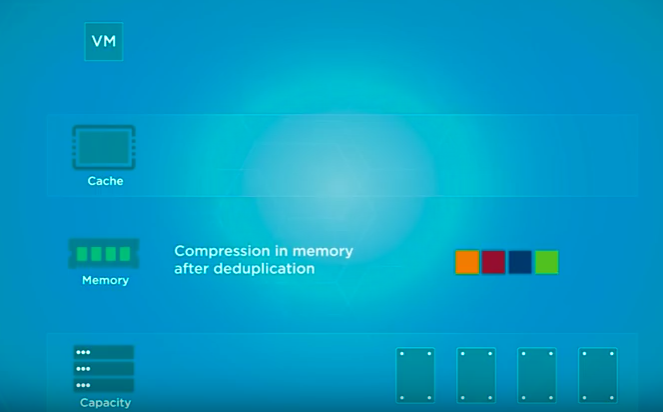 VM
Cache
Compression in memory
after deduplication
Memory
Capacity